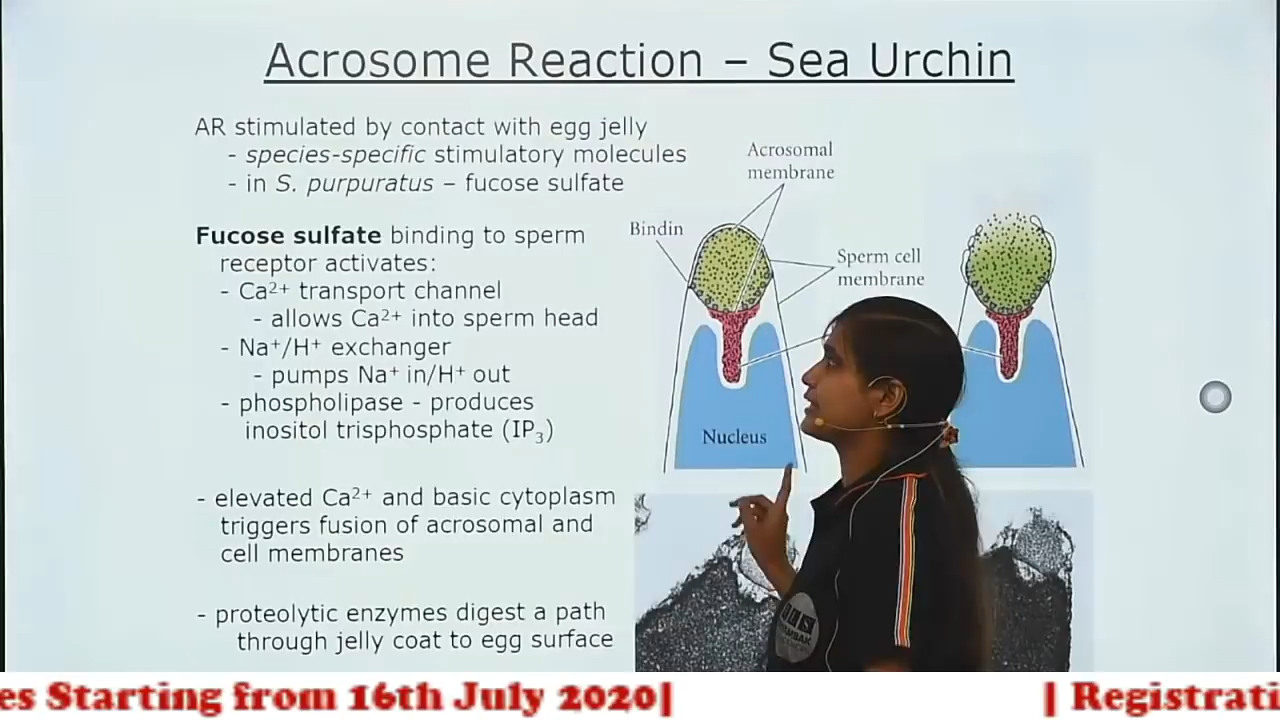 Acrosome Reaction – Sea Urchin
AR stimulated by contact with egg jelly
- species-specific stimulatory molecules
- in S. purpuratus – fucose sulfate
Fucose sulfate binding to sperm
receptor activates:
- Ca²⁺ transport channel
- allows Ca²⁺ into sperm head
- Na⁺/H⁺ exchanger
- pumps Na⁺ in/H⁺ out
- phospholipase - produces
inositol trisphosphate (IP₃)
- elevated Ca²⁺ and basic cytoplasm
triggers fusion of acrosomal and
cell membranes
- proteolytic enzymes digest a path
through jelly coat to egg surface
Acrosomal
membrane
Bindin
Sperm cell
membrane
Nucleus
es Starting from 16th July 2020|
| Registrati